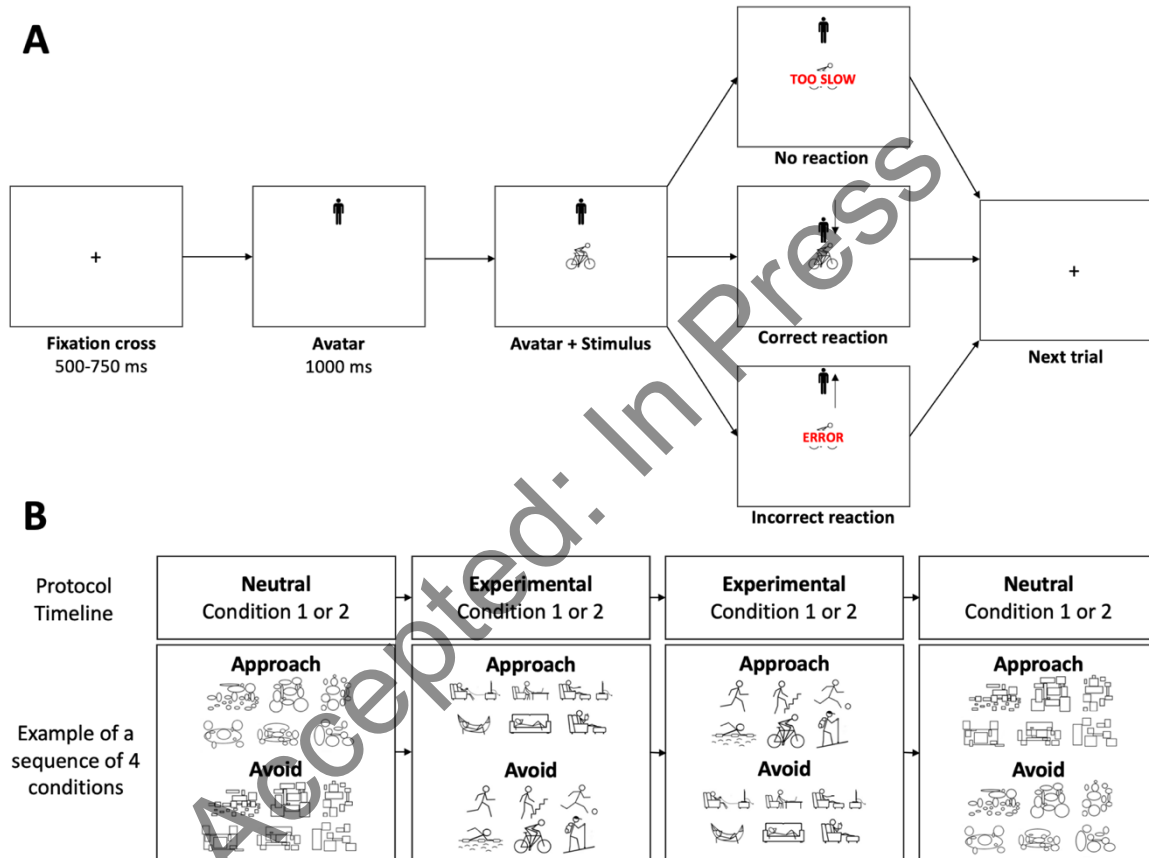 A
TOO SLOW
No reaction
+
Fixation cross
500-750 ms
Avatar
1000 ms
Avatar + Stimulus
Correct reaction
+
Next trial
ERROR
Incorrect reaction
B
Protocol
Timeline
Neutral
Condition 1 or 2
Experimental
Condition 1 or 2
Experimental
Condition 1 or 2
Neutral
Condition 1 or 2
Example of a
sequence of 4
conditions
Approach
Avoid
Approach
Avoid
Approach
Avoid
Approach
Avoid
Accepted: In Press